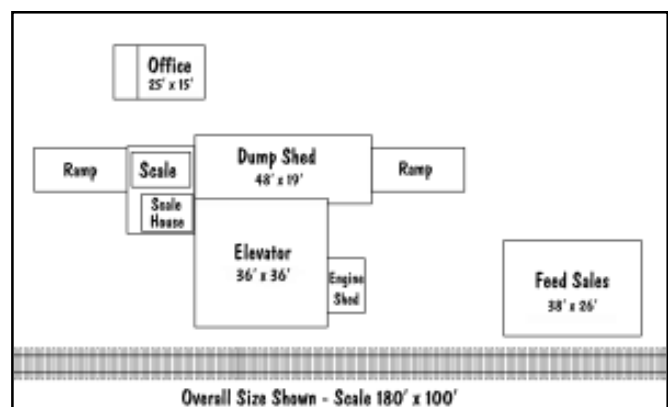 Office
25' x 15'
Ramp
Scale
Dump Shed
48' x 19'
Ramp
Scale
House
Elevator
36' x 36'
Engine
Shed
Feed Sales
38' x 26'
Overall Size Shown - Scale 180' x 100'